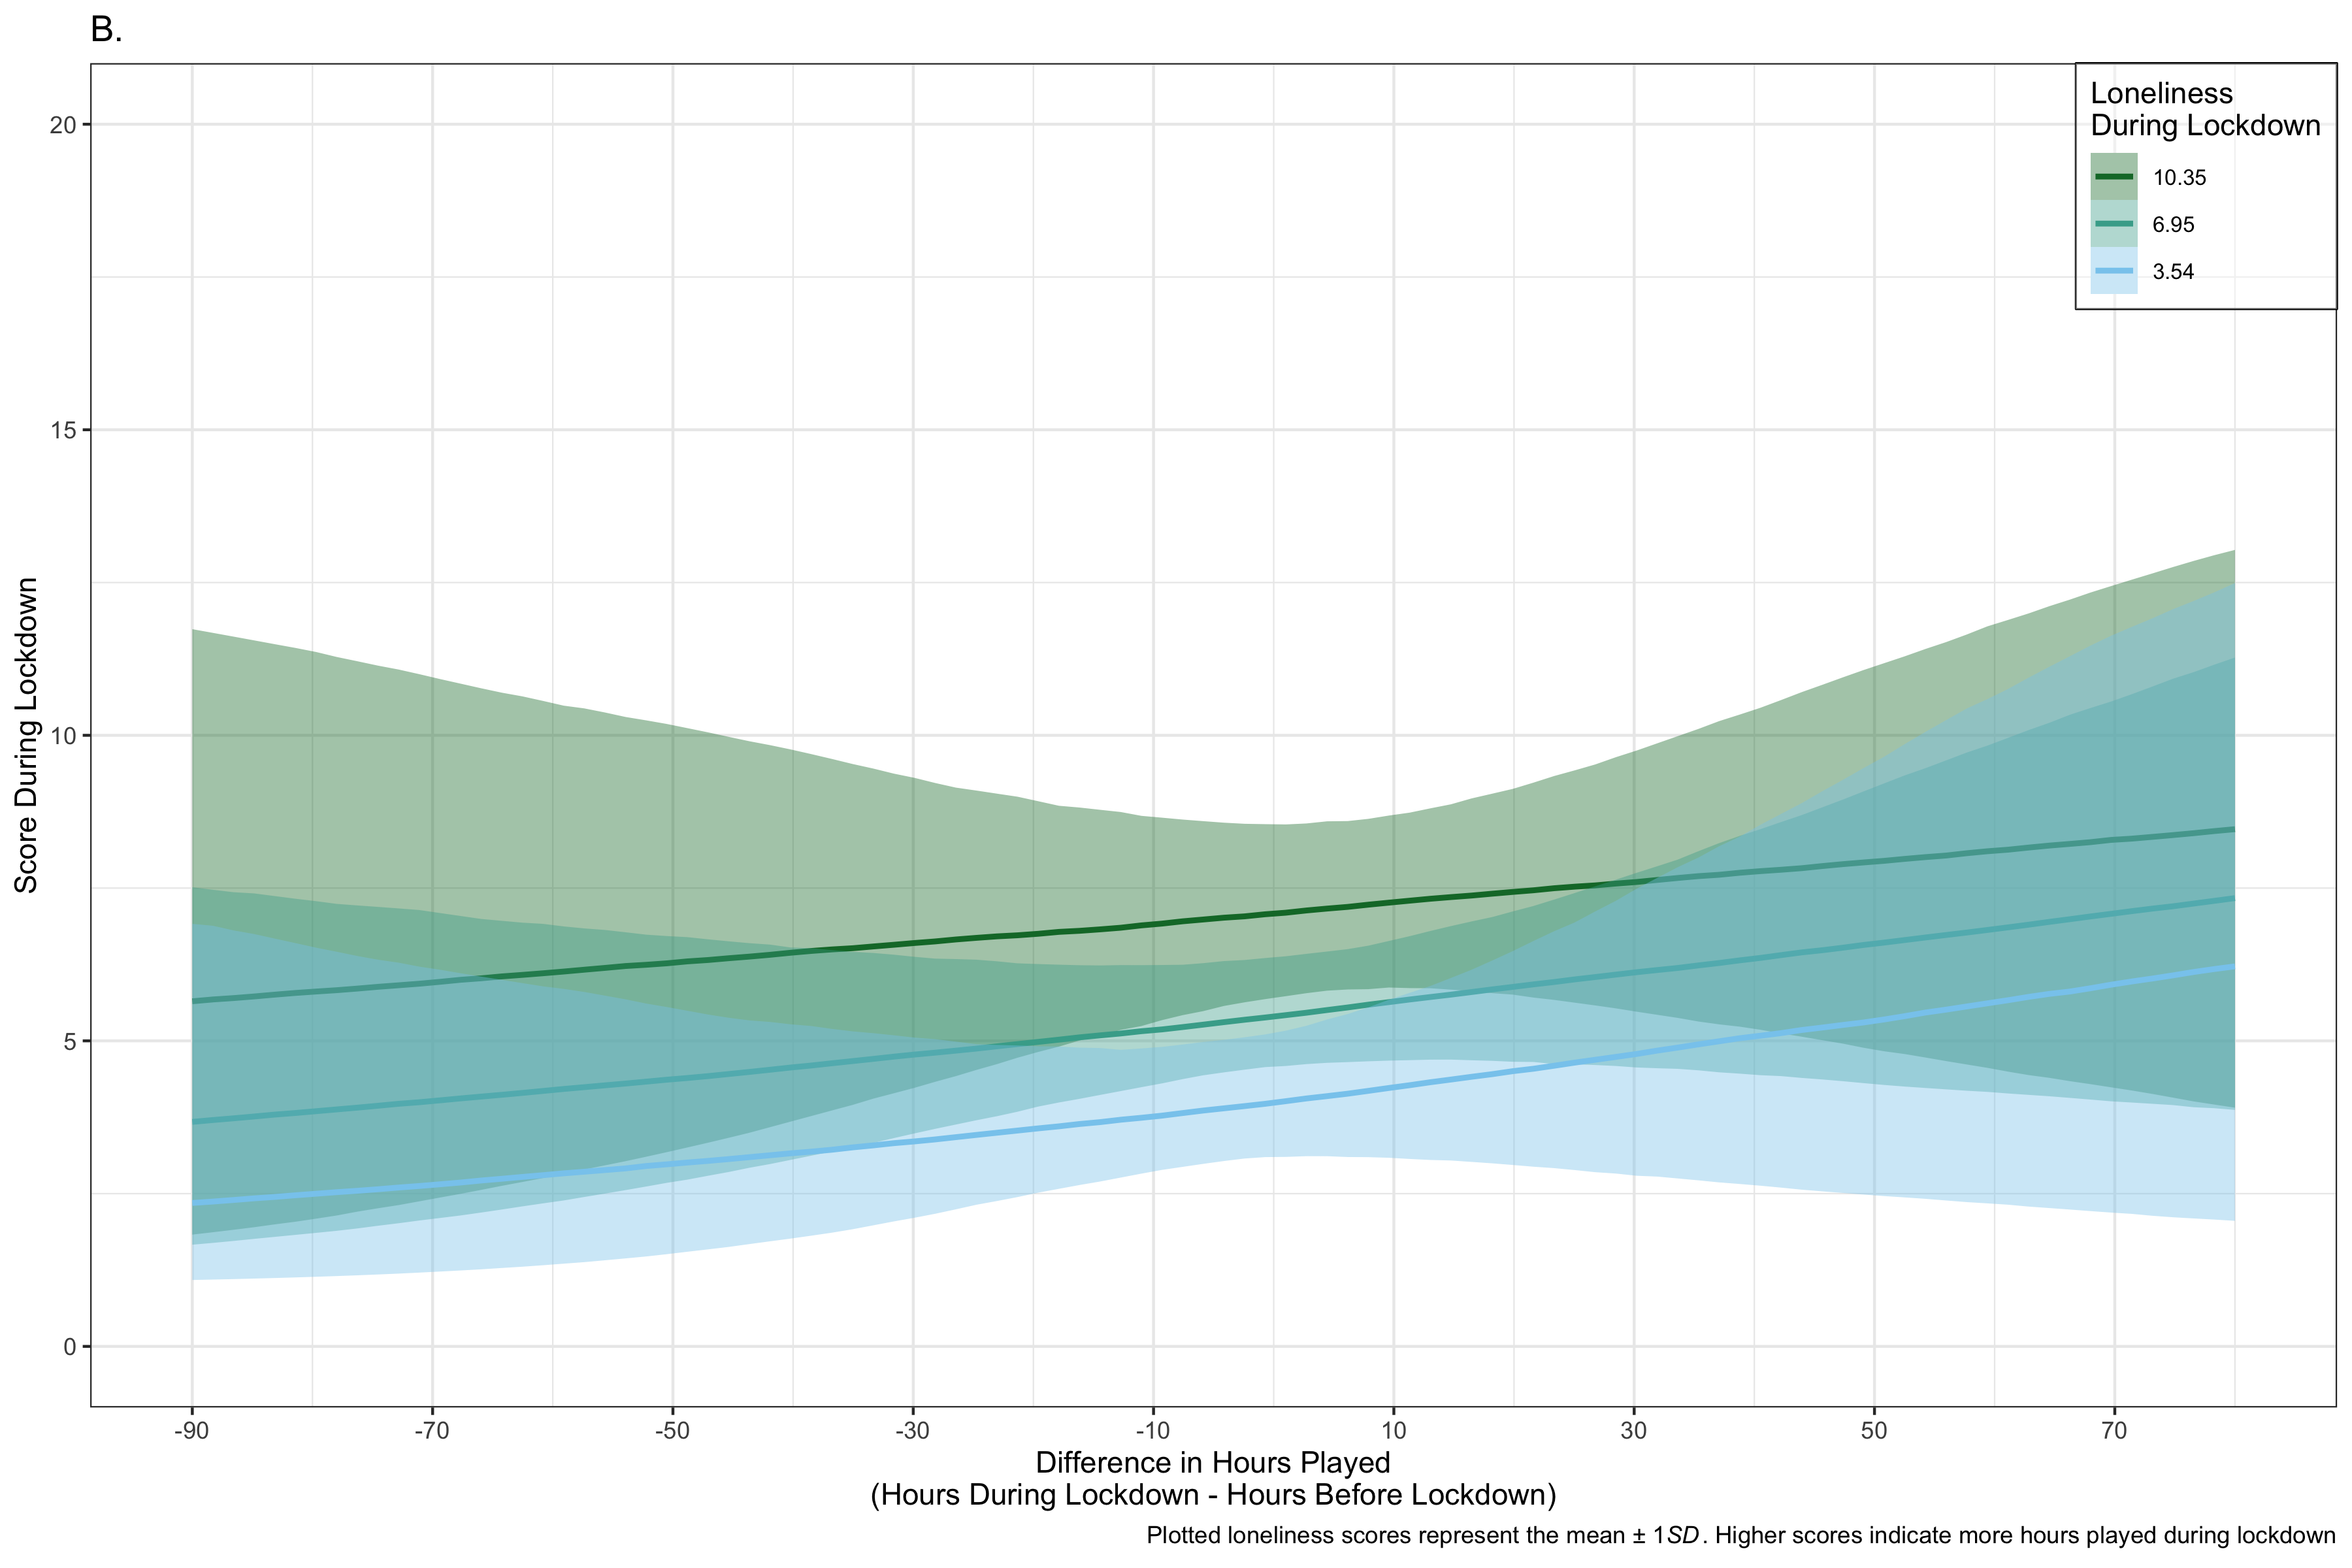 B.
Loneliness
During Lockdown
10.35
6.95
3.54
Score During Lockdown
20
15
10
5
0
-90 -70 -50 -30 -10 10 30 50 70
Difference in Hours Played
(Hours During Lockdown - Hours Before Lockdown)
Plotted loneliness scores represent the mean ± 1SD. Higher scores indicate more hours played during lockdown